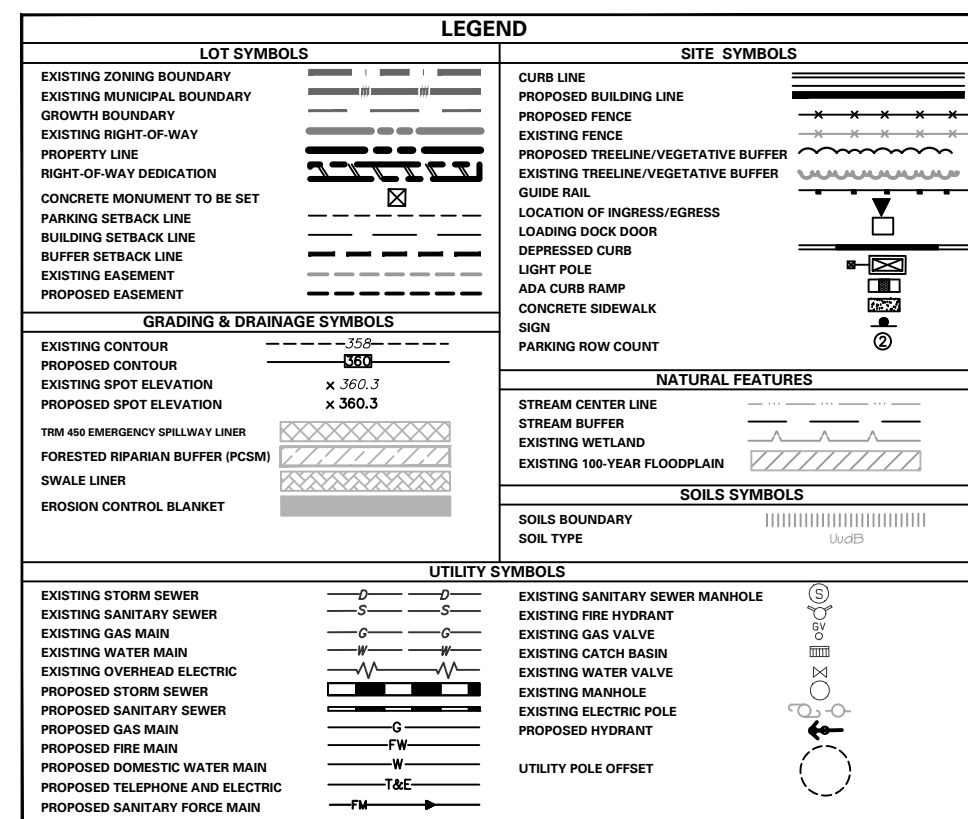 LEGEND
LOT SYMBOLS
EXISTING ZONING BOUNDARY
EXISTING MUNICIPAL BOUNDARY
GROWTH BOUNDARY
EXISTING RIGHT-OF-WAY
PROPERTY LINE
RIGHT-OF-WAY DEDICATION
CONCRETE MONUMENT TO BE SET
PARKING SETBACK LINE
BUILDING SETBACK LINE
BUFFER SETBACK LINE
EXISTING EASEMENT
PROPOSED EASEMENT
GRADING & DRAINAGE SYMBOLS
EXISTING CONTOUR 358
PROPOSED CONTOUR 360
EXISTING SPOT ELEVATION x 360.3
PROPOSED SPOT ELEVATION x 360.3
TRM 450 EMERGENCY SPILLWAY LINER
FORESTED RIPARIAN BUFFER (PCSM)
SWALE LINER
EROSION CONTROL BLANKET
SITE SYMBOLS
CURB LINE
PROPOSED BUILDING LINE
PROPOSED FENCE
EXISTING FENCE
PROPOSED TREELINE/VEGETATIVE BUFFER
EXISTING TREELINE/VEGETATIVE BUFFER
GUIDE RAIL
LOCATION OF INGRESS/EGRESS
LOADING DOCK DOOR
DEPRESSED CURB
LIGHT POLE
ADA CURB RAMP
CONCRETE SIDEWALK
SIGN
PARKING ROW COUNT 2
NATURAL FEATURES
STREAM CENTER LINE
STREAM BUFFER
EXISTING WETLAND
EXISTING 100-YEAR FLOODPLAIN
SOILS SYMBOLS
SOILS BOUNDARY
SOIL TYPE UudB
UTILITY SYMBOLS
EXISTING STORM SEWER D D
EXISTING SANITARY SEWER S S
EXISTING GAS MAIN G G
EXISTING WATER MAIN W W
EXISTING OVERHEAD ELECTRIC
PROPOSED STORM SEWER
PROPOSED SANITARY SEWER
PROPOSED GAS MAIN G
PROPOSED FIRE MAIN FW
PROPOSED DOMESTIC WATER MAIN W
PROPOSED TELEPHONE AND ELECTRIC T&E
PROPOSED SANITARY FORCE MAIN FM
EXISTING SANITARY SEWER MANHOLE S
EXISTING FIRE HYDRANT
EXISTING GAS VALVE GV
EXISTING CATCH BASIN
EXISTING WATER VALVE
EXISTING MANHOLE
EXISTING ELECTRIC POLE
PROPOSED HYDRANT
UTILITY POLE OFFSET